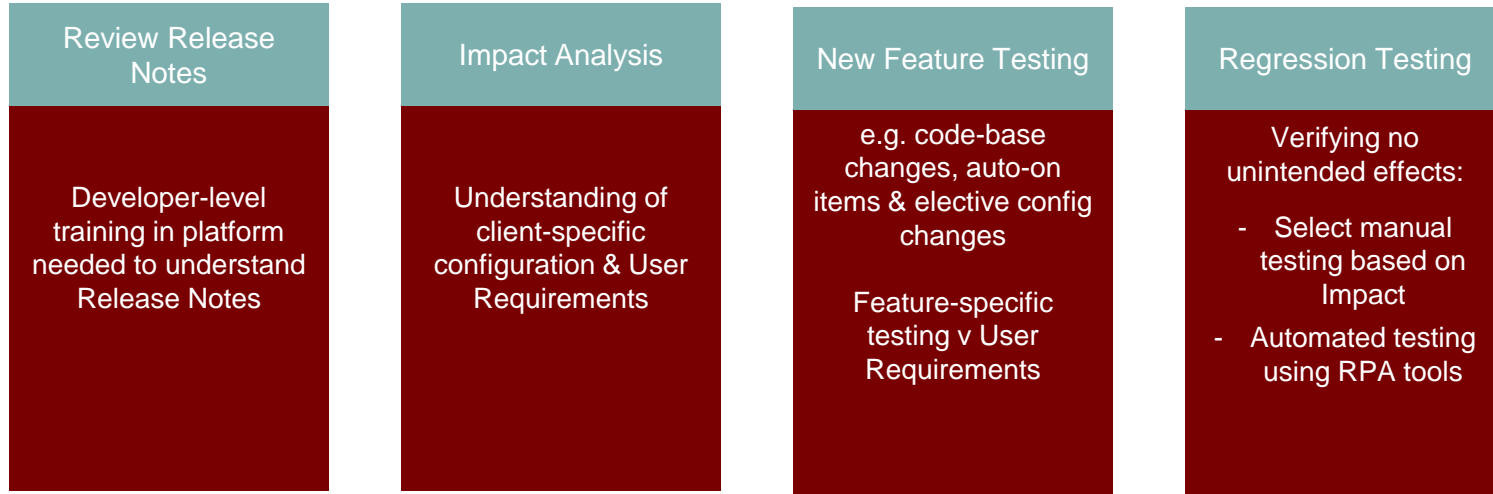 Review Release
Notes
Developer-level
training in platform
needed to understand
Release Notes
Impact Analysis
Understanding of
client-specific
configuration & User
Requirements
New Feature Testing
e.g. code-base
changes, auto-on
items & elective config
changes
Feature-specific
testing v User
Requirements
Regression Testing
Verifying no
unintended effects:
- Select manual
testing based on
Impact
- Automated testing
using RPA tools